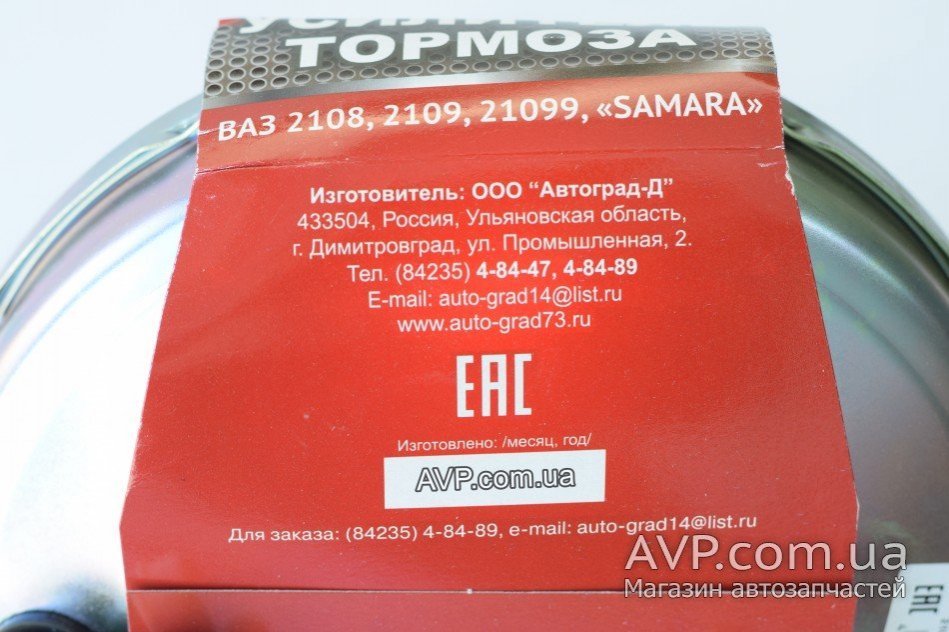 ТОРМОЗА
ВАЗ 2108, 2109, 21099, «SAMARA»
Изготовитель: ООО "Автоград-Д"
433504, Россия, Ульяновская область,
г. Димитровград, ул. Промышленная, 2.
Тел. (84235) 4-84-47, 4-84-89
E-mail: auto-grad14@list.ru
www.auto-grad73.ru
EAC
Изготовлено: /месяц, год/
AVP.com.ua
Для заказа: (84235) 4-84-89, e-mail: auto-grad14@list.ru
AVP.com.ua
Магазин автозапчастей
EAC